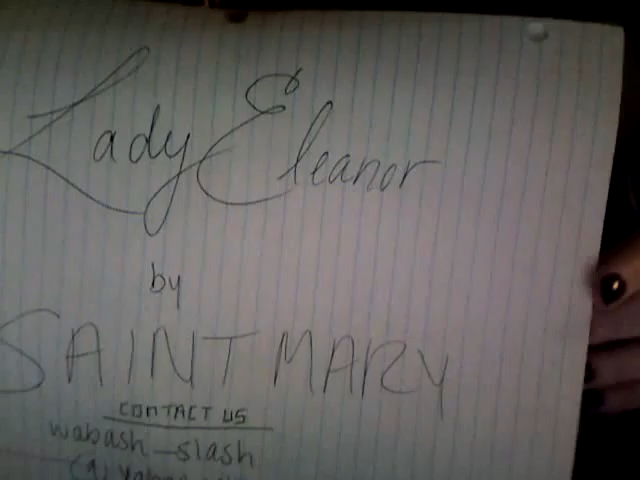 Lady Eleanor
by
SAINT MARY
CONTACT US
wabash-slash